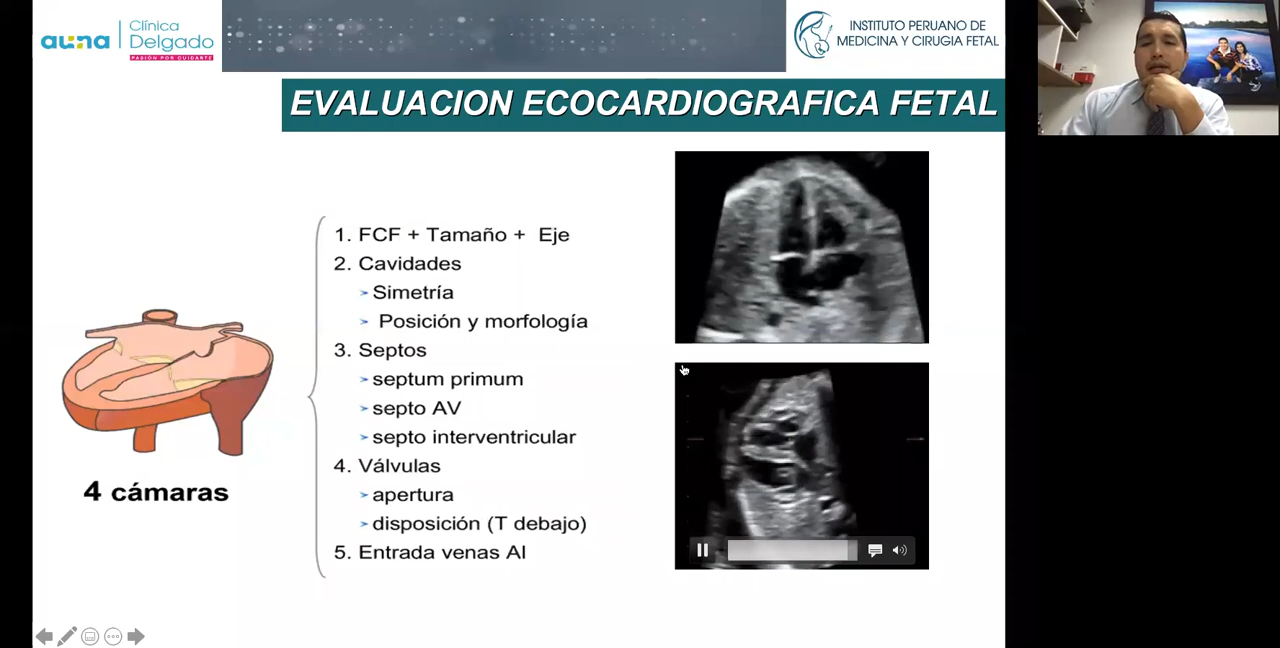 auna
Clínica
Delgado
PASIÓN POR CUIDARTE
INSTITUTO PERUANO DE
MEDICINA Y CIRUGIA FETAL
EVALUACION ECOCARDIOGRAFICA FETAL
1. FCF + Tamaño + Eje
2. Cavidades
➢ Simetría
➢ Posición y morfología
3. Septos
➢ septum primum
➢ septo AV
➢ septo interventricular
4. Válvulas
➢ apertura
➢ disposición (T debajo)
5. Entrada venas AI
4 cámaras